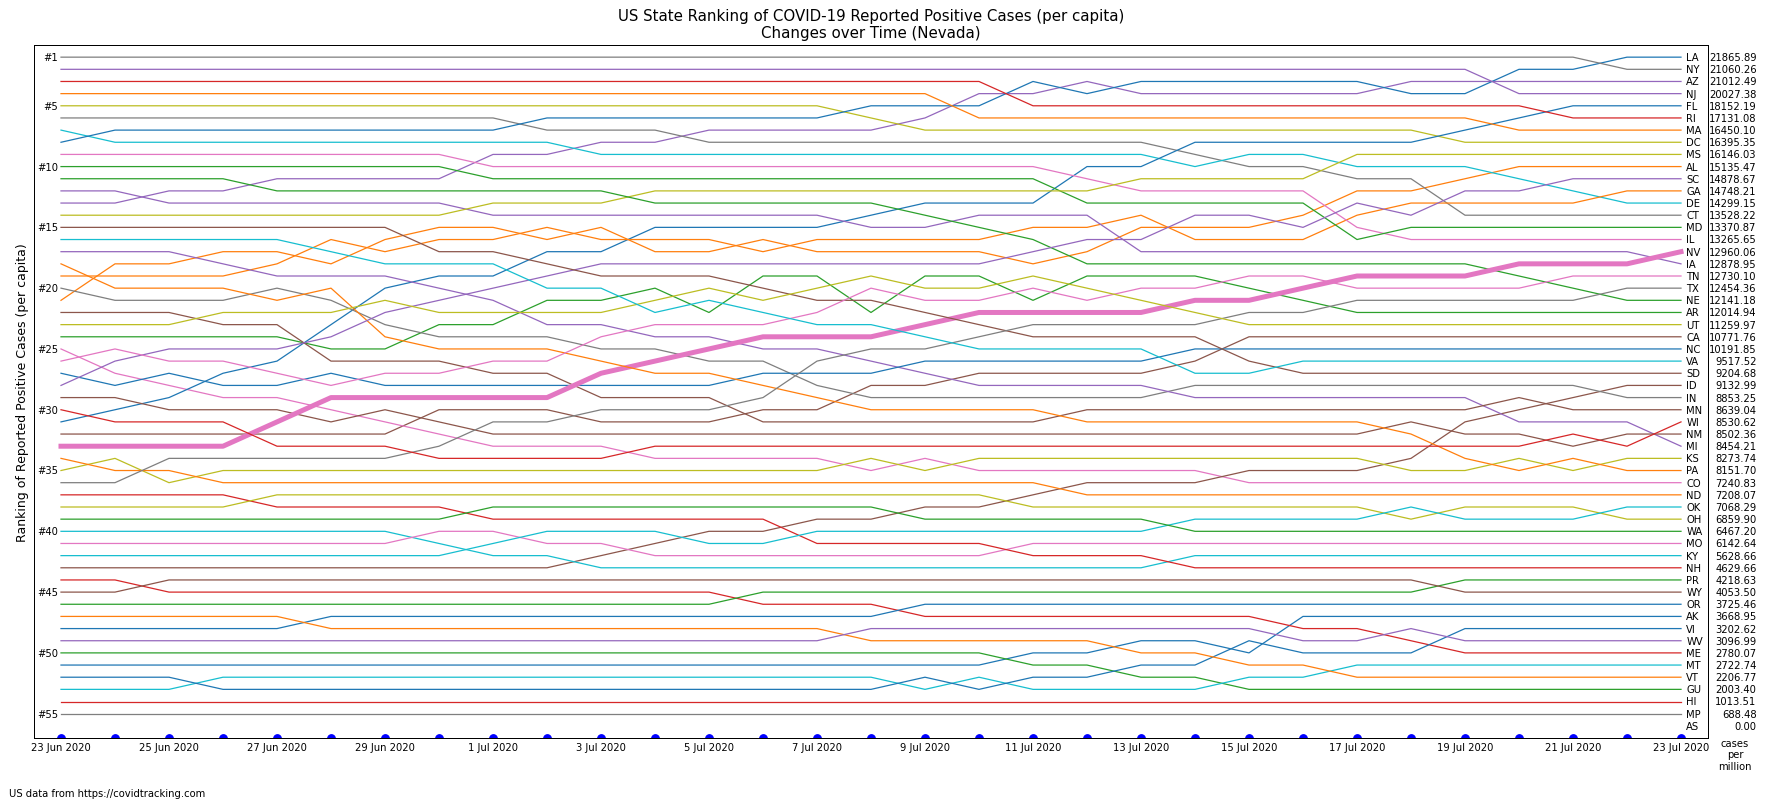 US State Ranking of COVID-19 Reported Positive Cases (per capita)
Changes over Time (Nevada)
Ranking of Reported Positive Cases (per capita)
#1
#5
#10
#15
#20
#25
#30
#35
#40
#45
#50
#55
LA 21865.89
NY 21060.26
AZ 21012.49
NJ 20027.38
FL 18152.19
RI 17131.08
MA 16450.10
DC 16395.35
MS 16146.03
AL 15135.47
SC 14878.67
GA 14748.21
DE 14299.15
CT 13528.22
MD 13370.87
IL 13265.65
NV 12960.06
IA 12878.95
TN 12730.10
TX 12454.36
NE 12141.18
AR 12014.94
UT 11259.97
CA 10771.76
NC 10191.85
VA 9517.52
SD 9204.68
ID 9132.99
IN 8853.25
MN 8639.04
WI 8530.62
NM 8502.36
MI 8454.21
KS 8273.74
PA 8151.70
CO 7240.83
ND 7208.07
OK 7068.29
OH 6859.90
WA 6467.20
MO 6142.64
KY 5628.66
NH 4629.66
PR 4218.63
WY 4053.50
OR 3725.46
AK 3668.95
VI 3202.62
WV 3096.99
ME 2780.07
MT 2722.74
VT 2206.77
GU 2003.40
HI 1013.51
MP 688.48
AS 0.00
23 Jun 2020 25 Jun 2020 27 Jun 2020 29 Jun 2020 1 Jul 2020 3 Jul 2020 5 Jul 2020 7 Jul 2020 9 Jul 2020 11 Jul 2020 13 Jul 2020 15 Jul 2020 17 Jul 2020 19 Jul 2020 21 Jul 2020 23 Jul 2020
cases
per
million
US data from https://covidtracking.com